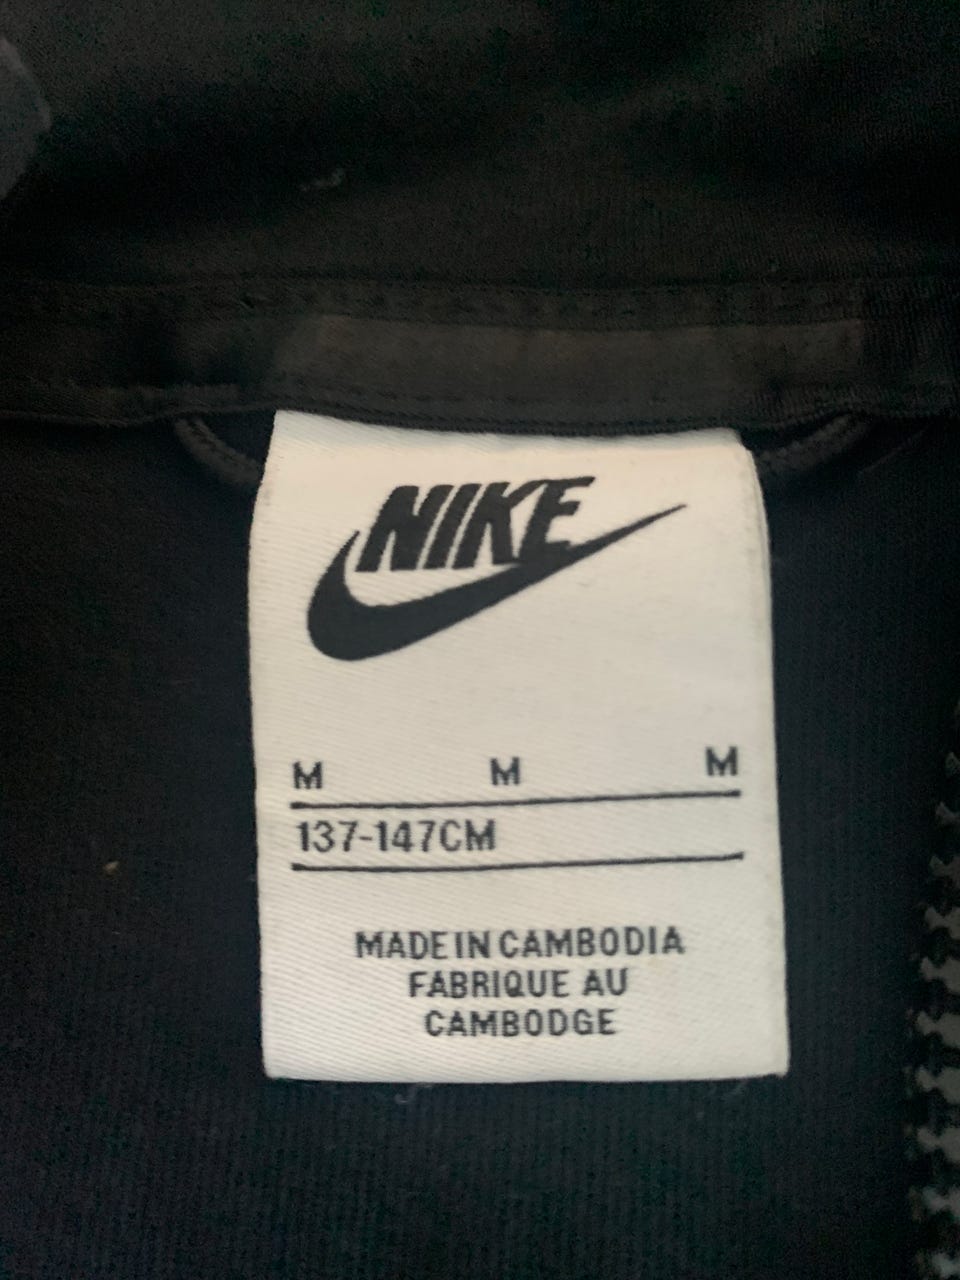 NIKE
M M M
137-147CM
MADE IN CAMBODIA
FABRIQUE AU
CAMBODGE